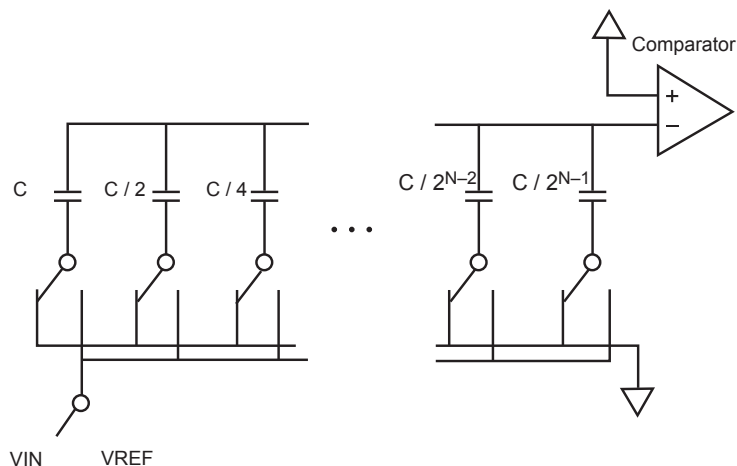 Comparator
+
–
C
C / 2
C / 4
C / 2ᴺ⁻²
C / 2ᴺ⁻¹
. . .
VIN
VREF